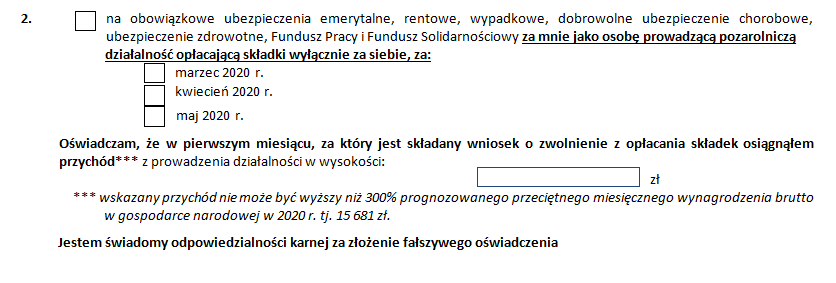 2. na obowiązkowe ubezpieczenia emerytalne, rentowe, wypadkowe, dobrowolne ubezpieczenie chorobowe,
ubezpieczenie zdrowotne, Fundusz Pracy i Fundusz Solidarnościowy za mnie jako osobę prowadzącą pozarolniczą
działalność opłacającą składki wyłącznie za siebie, za:
marzec 2020 r.
kwiecień 2020 r.
maj 2020 r.
Oświadczam, że w pierwszym miesiącu, za który jest składany wniosek o zwolnienie z opłacania składek osiągnąłem
przychód*** z prowadzenia działalności w wysokości:
zł
*** wskazany przychód nie może być wyższy niż 300% prognozowanego przeciętnego miesięcznego wynagrodzenia brutto
w gospodarce narodowej w 2020 r. tj. 15 681 zł.
Jestem świadomy odpowiedzialności karnej za złożenie fałszywego oświadczenia